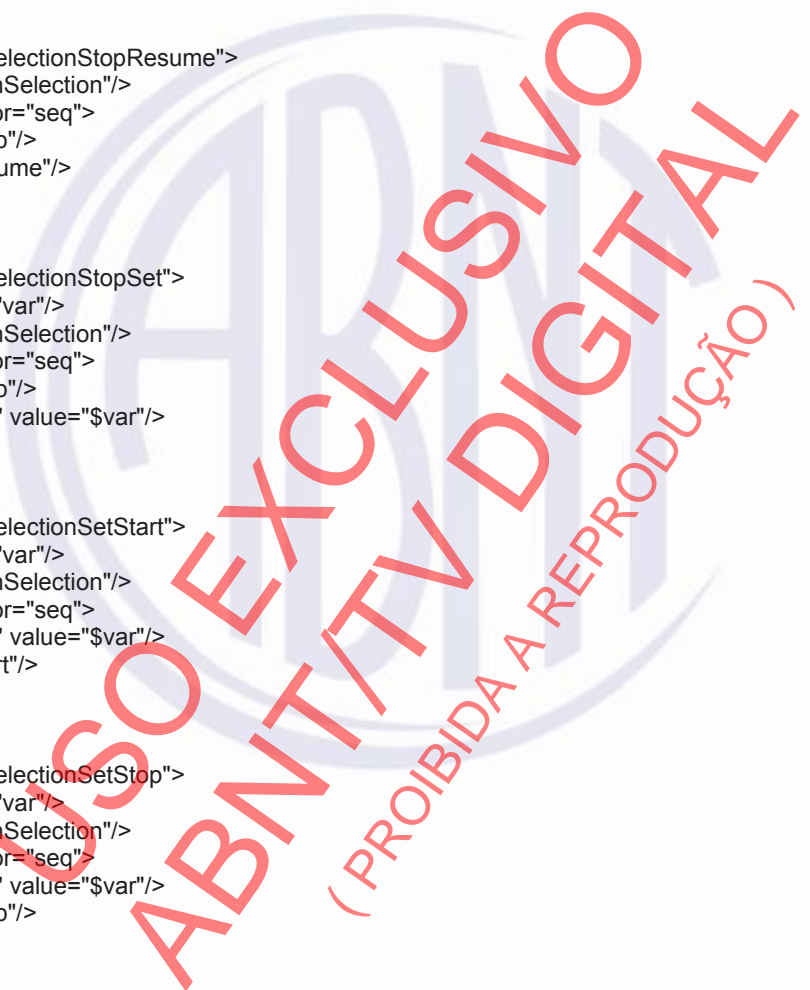 electionStopResume">
nSelection"/>
or="seq">
p"/>
ume"/>
electionStopSet">
"var"/>
nSelection"/>
or="seq">
p"/>
" value="$var"/>
electionSetStart">
"var"/>
nSelection"/>
or="seq">
" value="$var"/>
rt"/>
electionSetStop">
"var"/>
nSelection"/>
or="seq">
" value="$var"/>
p"/>
ABNT
USO EXCLUSIVO
ABNT/TV DIGITAL
( PROIBIDA A REPRODUÇÃO )